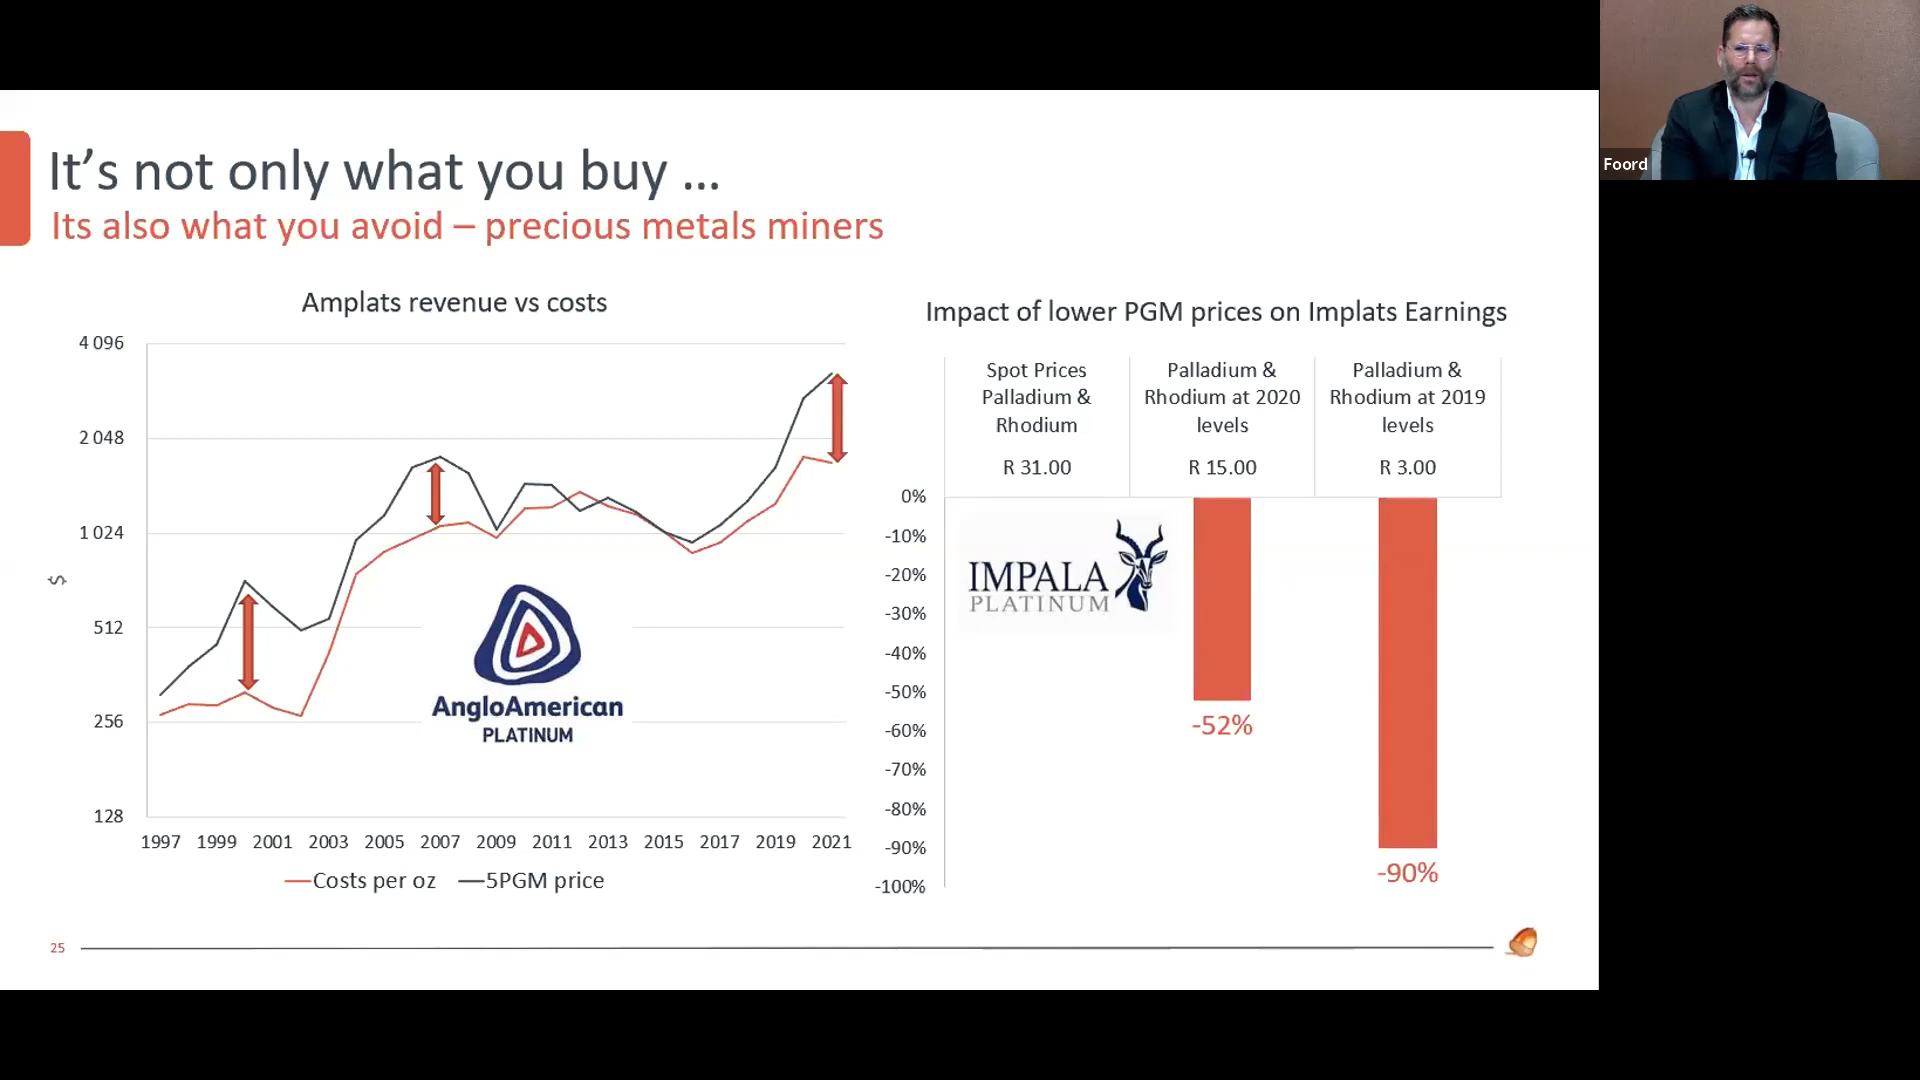 Foord
It's not only what you buy ...
Its also what you avoid – precious metals miners
Amplats revenue vs costs
4 096
2 048
1 024
512
256
128
$
1997 1999 2001 2003 2005 2007 2009 2011 2013 2015 2017 2019 2021
Costs per oz 5PGM price
AngloAmerican
PLATINUM
Impact of lower PGM prices on Implats Earnings
Spot Prices
Palladium &
Rhodium
R 31.00
Palladium &
Rhodium at 2020
levels
R 15.00
Palladium &
Rhodium at 2019
levels
R 3.00
0%
-10%
-20%
-30%
-40%
-50%
-60%
-70%
-80%
-90%
-100%
IMPALA
PLATINUM
-52%
-90%
25